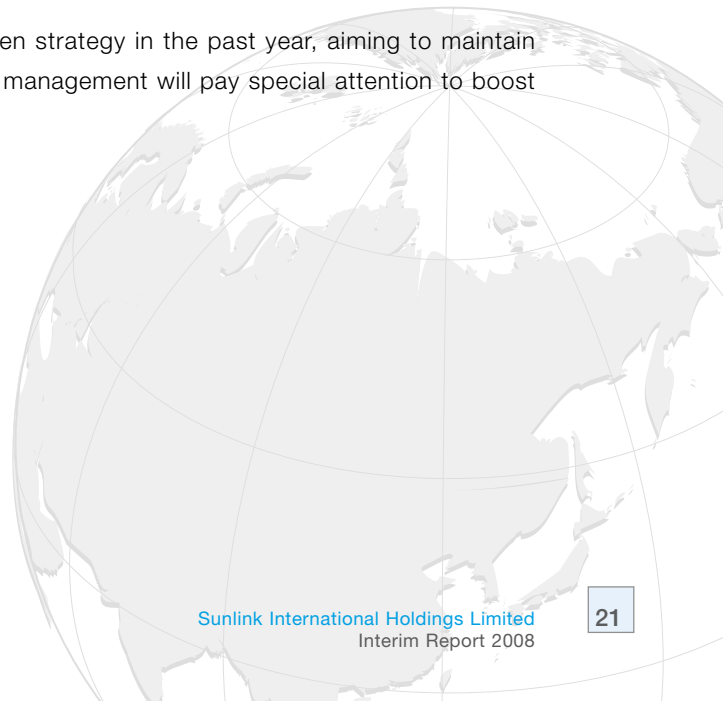 en strategy in the past year, aiming to maintain
management will pay special attention to boost
Sunlink International Holdings Limited
Interim Report 2008
21